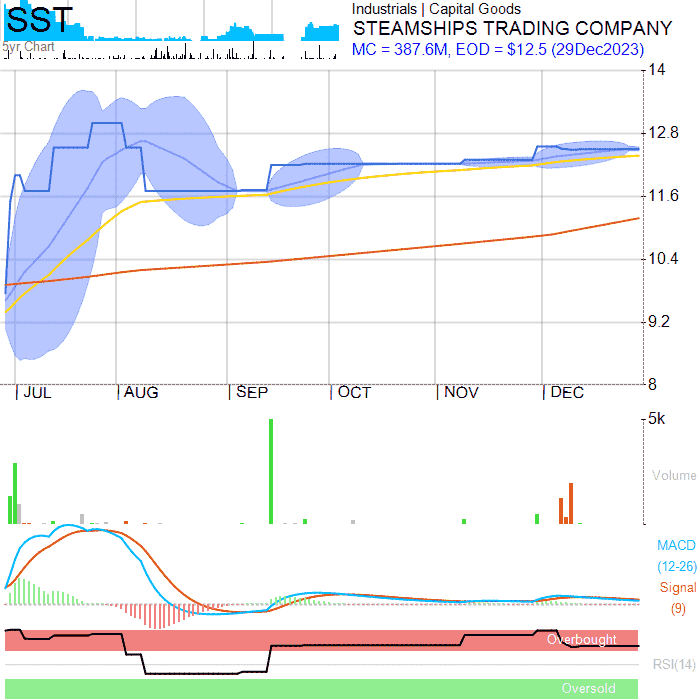 SST
5yr Chart
Industrials | Capital Goods
STEAMSHIPS TRADING COMPANY
MC = 387.6M, EOD = $12.5 (29Dec2023)
14
12.8
11.6
10.4
9.2
8
JUL AUG SEP OCT NOV DEC
5k
Volume
MACD
(12-26)
Signal
(9)
Overbought
RSI(14)
Oversold